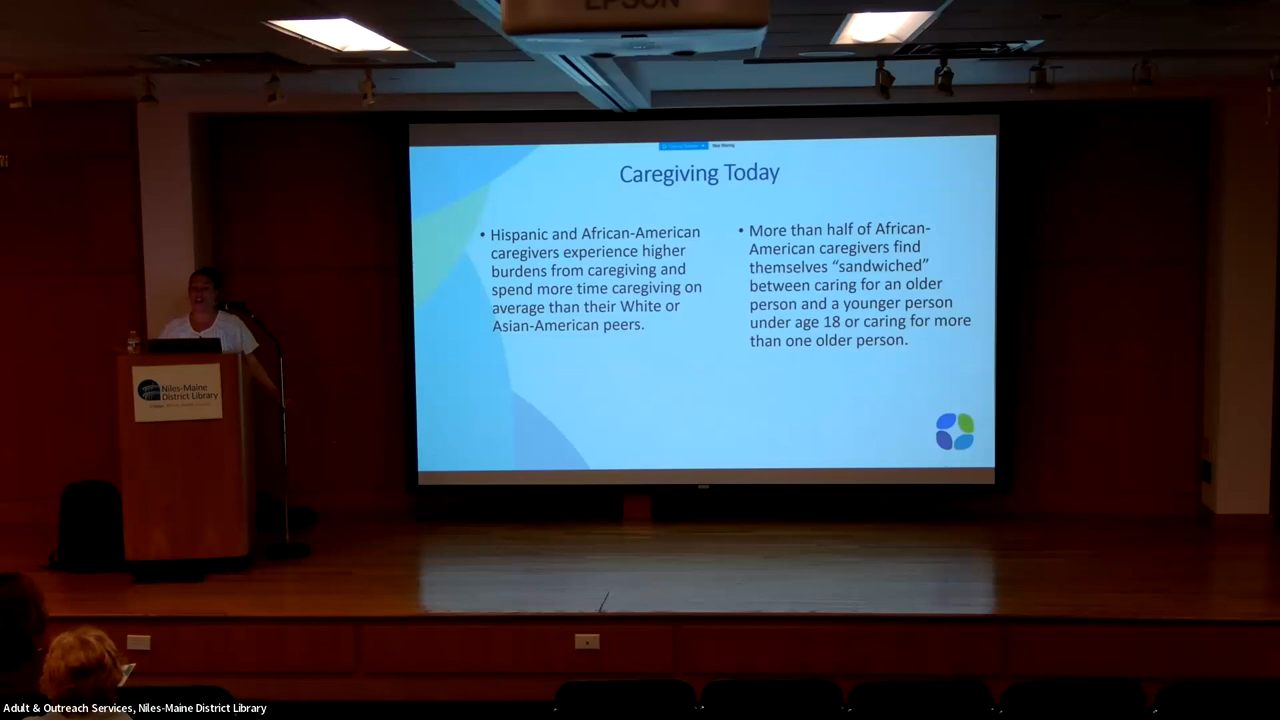 EPSON
Caregiving Today
• Hispanic and African-American
caregivers experience higher
burdens from caregiving and
spend more time caregiving on
average than their White or
Asian-American peers.
• More than half of African-
American caregivers find
themselves “sandwiched”
between caring for an older
person and a younger person
under age 18 or caring for more
than one older person.
Niles-Maine
District Library
Adult & Outreach Services, Niles-Maine District Library